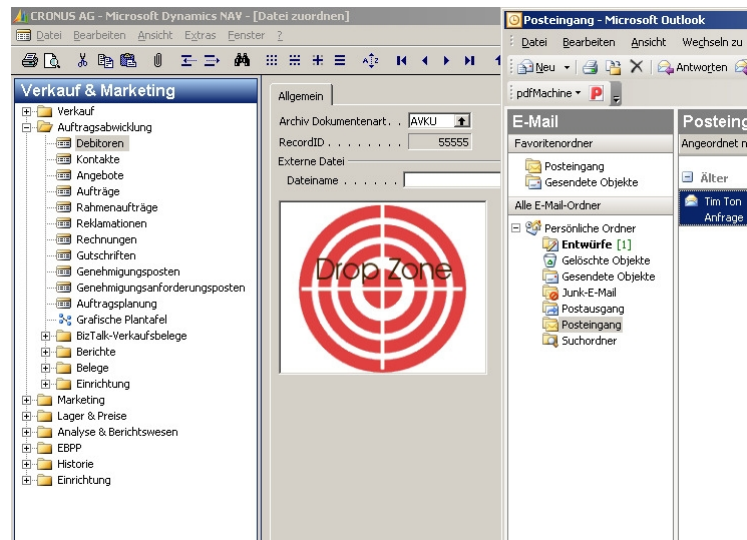 CRONUS AG - Microsoft Dynamics NAV - [Datei zuordnen]
Datei Bearbeiten Ansicht Extras Fenster ?
Verkauf & Marketing
Verkauf
Auftragsabwicklung
Debitoren
Kontakte
Angebote
Aufträge
Rahmenaufträge
Reklamationen
Rechnungen
Gutschriften
Genehmigungsposten
Genehmigungsanforderungsposten
Auftragsplanung
Grafische Plantafel
BizTalk-Verkaufsbelege
Berichte
Belege
Einrichtung
Marketing
Lager & Preise
Analyse & Berichtswesen
EBPP
Historie
Einrichtung
Allgemein
Archiv Dokumentenart. . AVKU
RecordID . . . . . . . . 55555
Externe Datei
Dateiname . . . . . .
Drop Zone
Posteingang - Microsoft Outlook
Datei Bearbeiten Ansicht Wechseln zu
Neu Antworten
pdfMachine P
E-Mail
Favoritenordner
Posteingang
Gesendete Objekte
Alle E-Mail-Ordner
Persönliche Ordner
Entwürfe [1]
Gelöschte Objekte
Gesendete Objekte
Junk-E-Mail
Postausgang
Posteingang
Suchordner
Posteing
Angeordnet n
Älter
Tim Ton
Anfrage